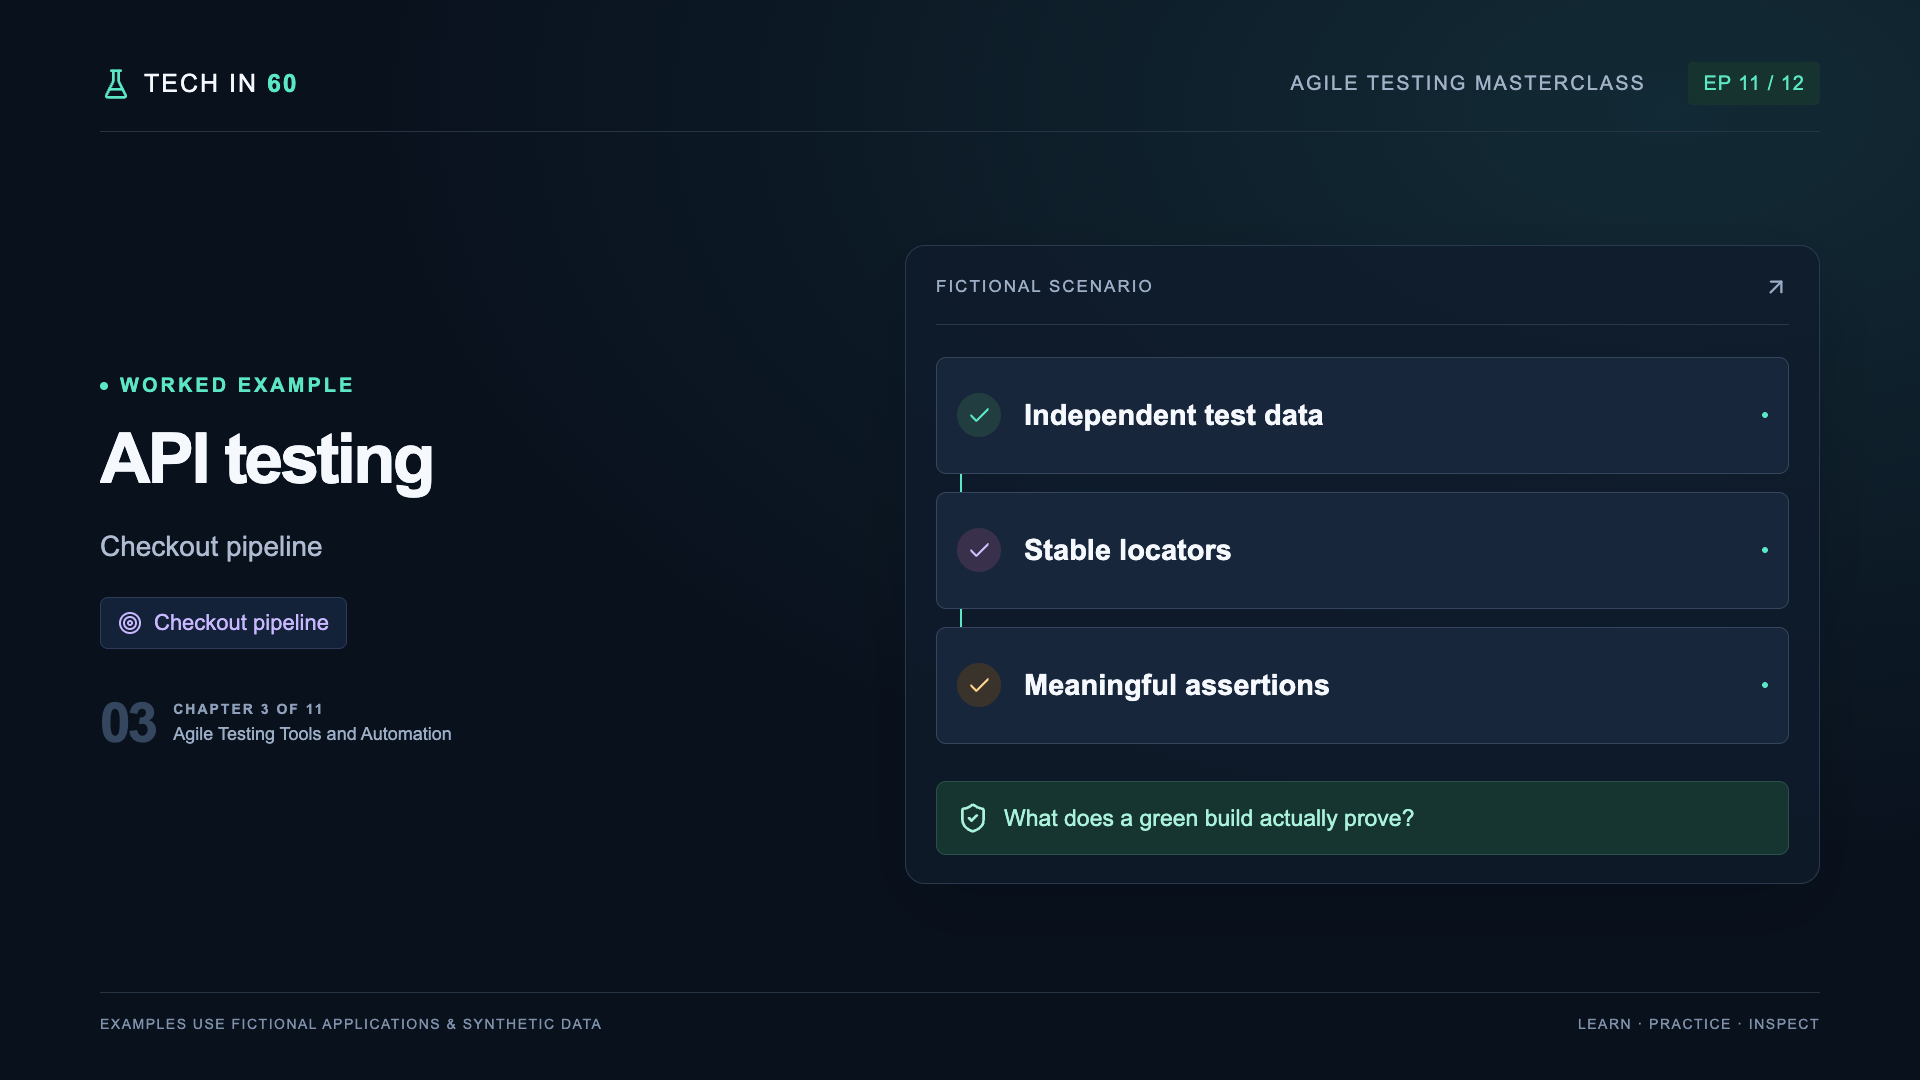 TECH IN 60
AGILE TESTING MASTERCLASS
EP 11 / 12
WORKED EXAMPLE
API testing
Checkout pipeline
Checkout pipeline
03
CHAPTER 3 OF 11
Agile Testing Tools and Automation
FICTIONAL SCENARIO
Independent test data
Stable locators
Meaningful assertions
What does a green build actually prove?
EXAMPLES USE FICTIONAL APPLICATIONS & SYNTHETIC DATA
LEARN · PRACTICE · INSPECT